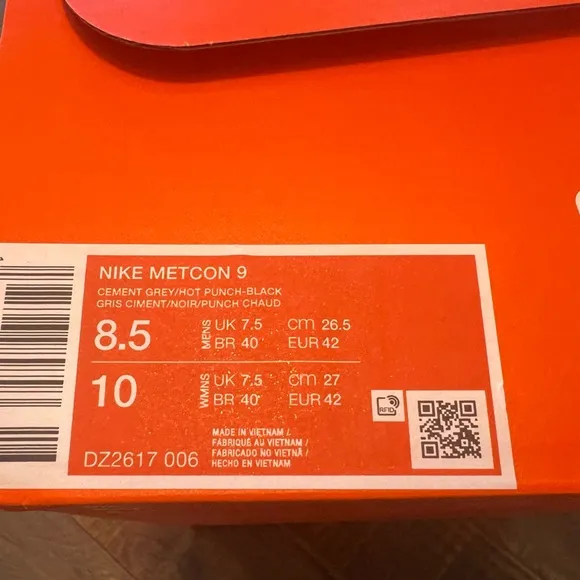 NIKE METCON 9
CEMENT GREY/HOT PUNCH-BLACK
GRIS CIMENT/NOIR/PUNCH CHAUD
8.5 MENS UK 7.5 cm 26.5
BR 40 EUR 42
10 WMNS UK 7.5 cm 27
BR 40 EUR 42
RFID
MADE IN VIETNAM /
FABRIQUÉ AU VIETNAM /
FABRICADO NO VIETNÃ /
HECHO EN VIETNAM
DZ2617 006